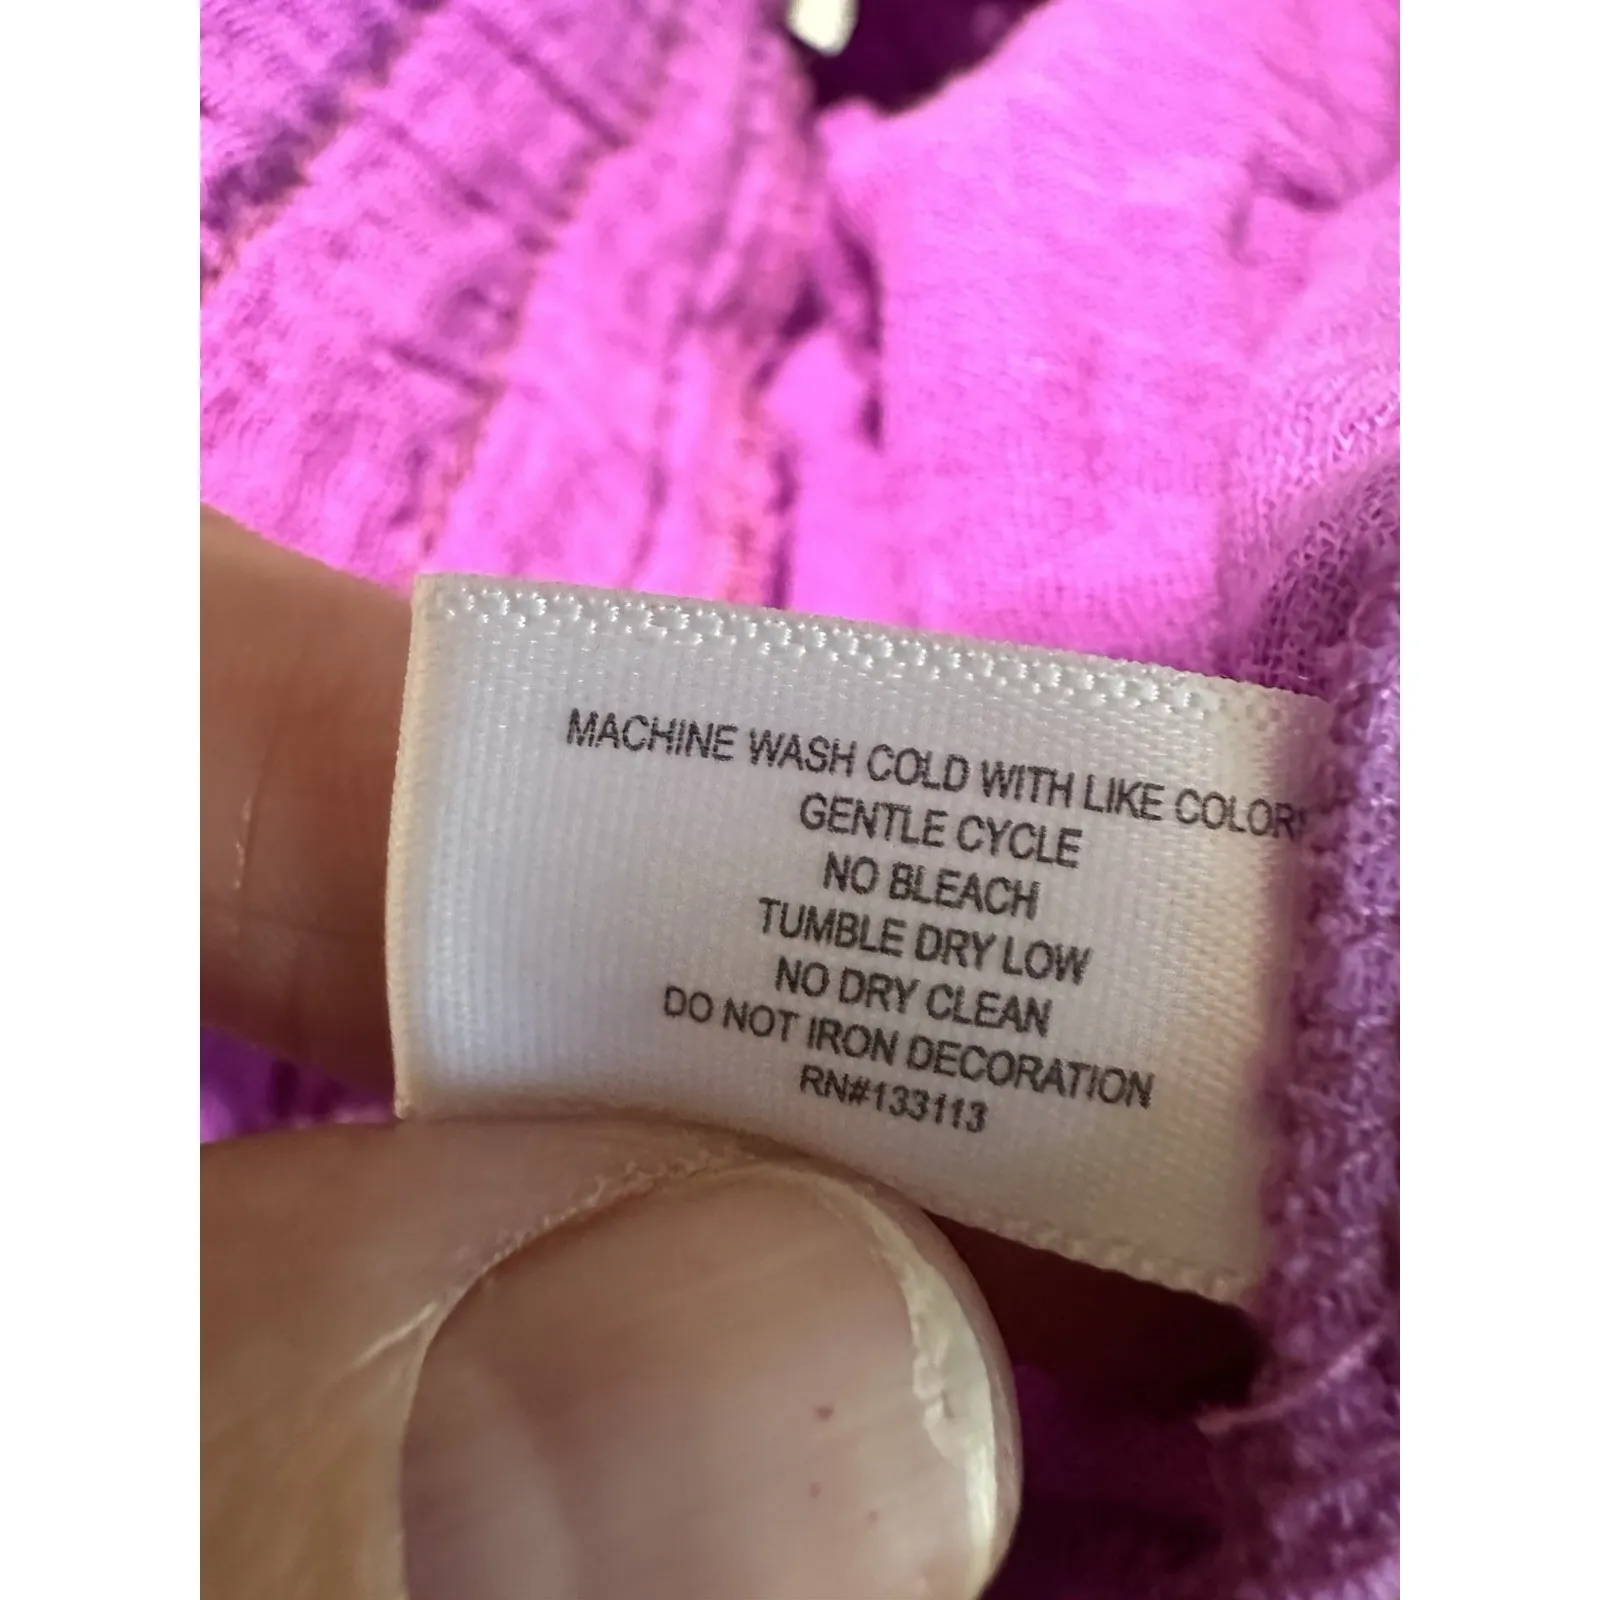 MACHINE WASH COLD WITH LIKE COLORS
GENTLE CYCLE
NO BLEACH
TUMBLE DRY LOW
NO DRY CLEAN
DO NOT IRON DECORATION
RN#133113